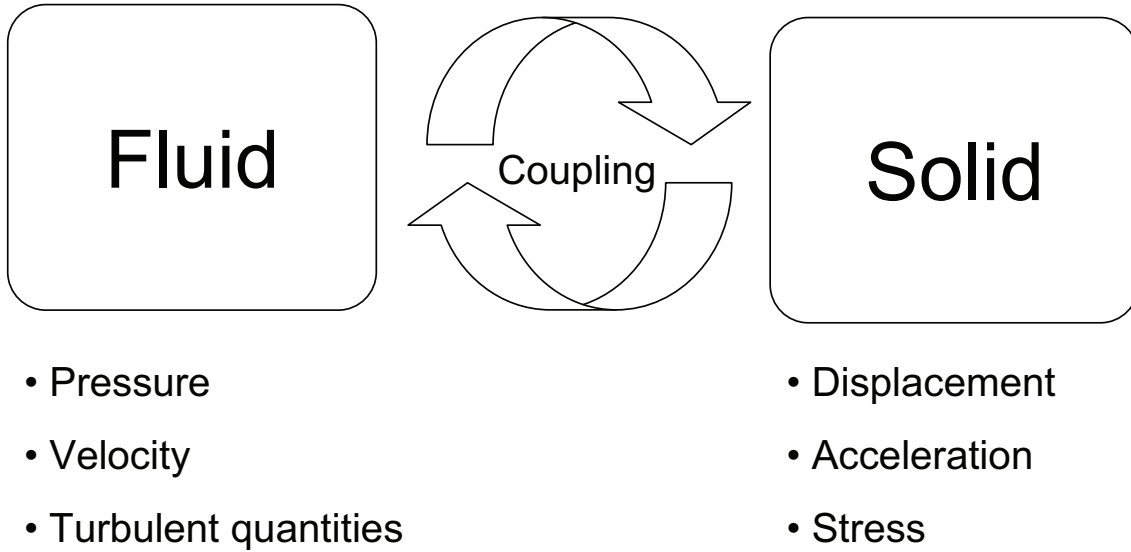 Fluid
Coupling
Solid
• Pressure
• Velocity
• Turbulent quantities
• Displacement
• Acceleration
• Stress